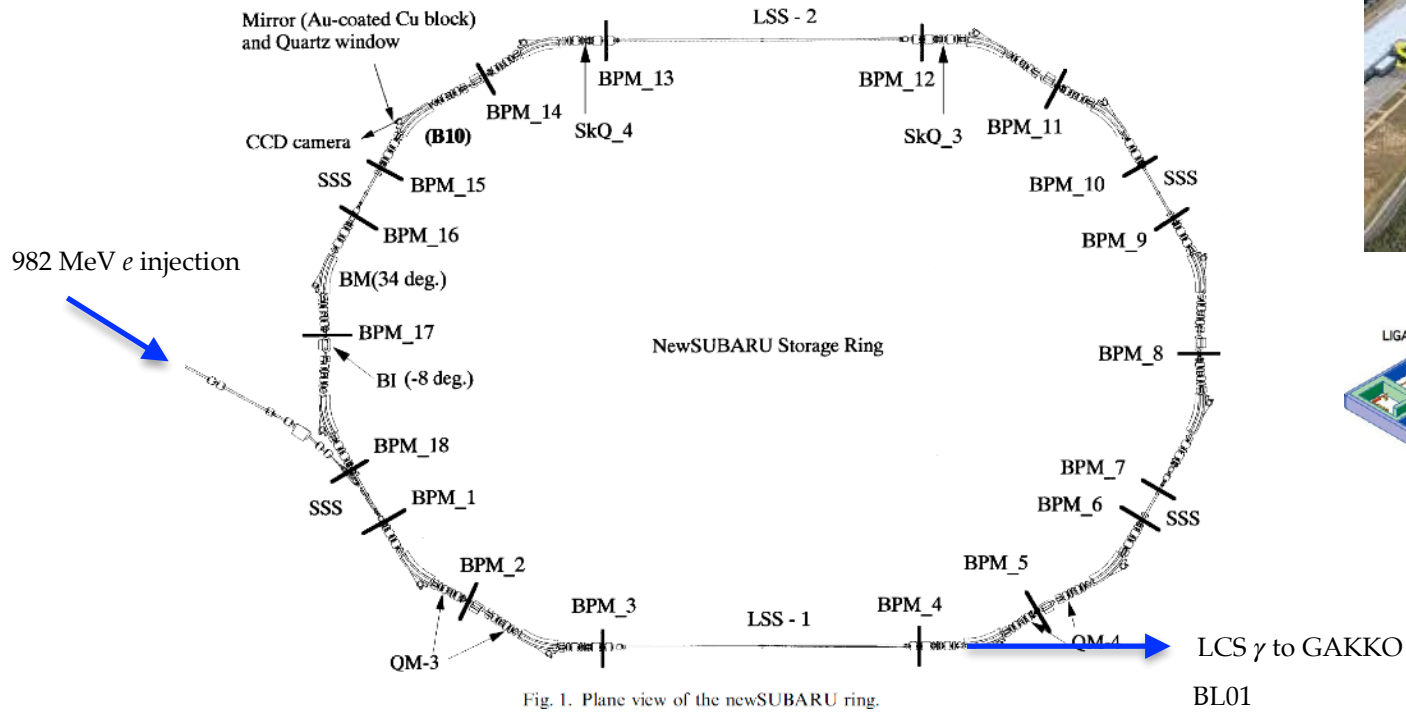 Mirror (Au-coated Cu block)
and Quartz window
LSS - 2
BPM_13
BPM_12
BPM_14
SkQ_4
SkQ_3
BPM_11
CCD camera
(B10)
SSS
BPM_15
BPM_10
SSS
BPM_16
BPM_9
982 MeV e injection
BM(34 deg.)
BPM_17
NewSUBARU Storage Ring
BPM_8
LIGA
BI (-8 deg.)
BPM_18
BPM_7
SSS
BPM_1
BPM_6
SSS
BPM_2
BPM_5
BPM_3
LSS - 1
BPM_4
QM-3
QM-4
LCS γ to GAKKO
BL01
Fig. 1. Plane view of the newSUBARU ring.